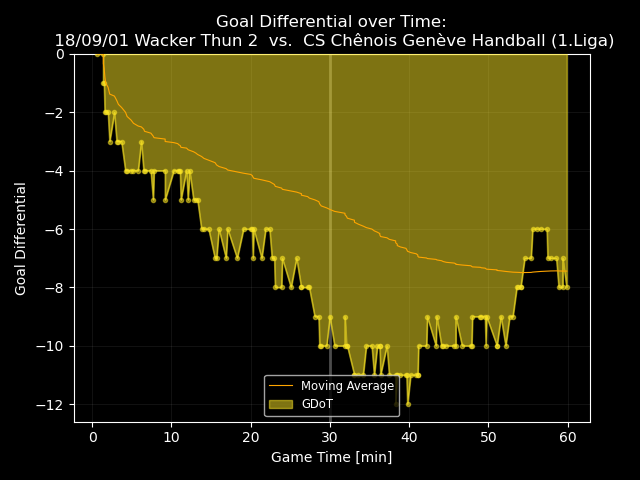 Goal Differential over Time:
18/09/01 Wacker Thun 2  vs.  CS Chênois Genève Handball (1.Liga)
0
−2
−4
−6
−8
−10
−12
Goal Differential
Moving Average
GDoT
0 10 20 30 40 50 60
Game Time [min]